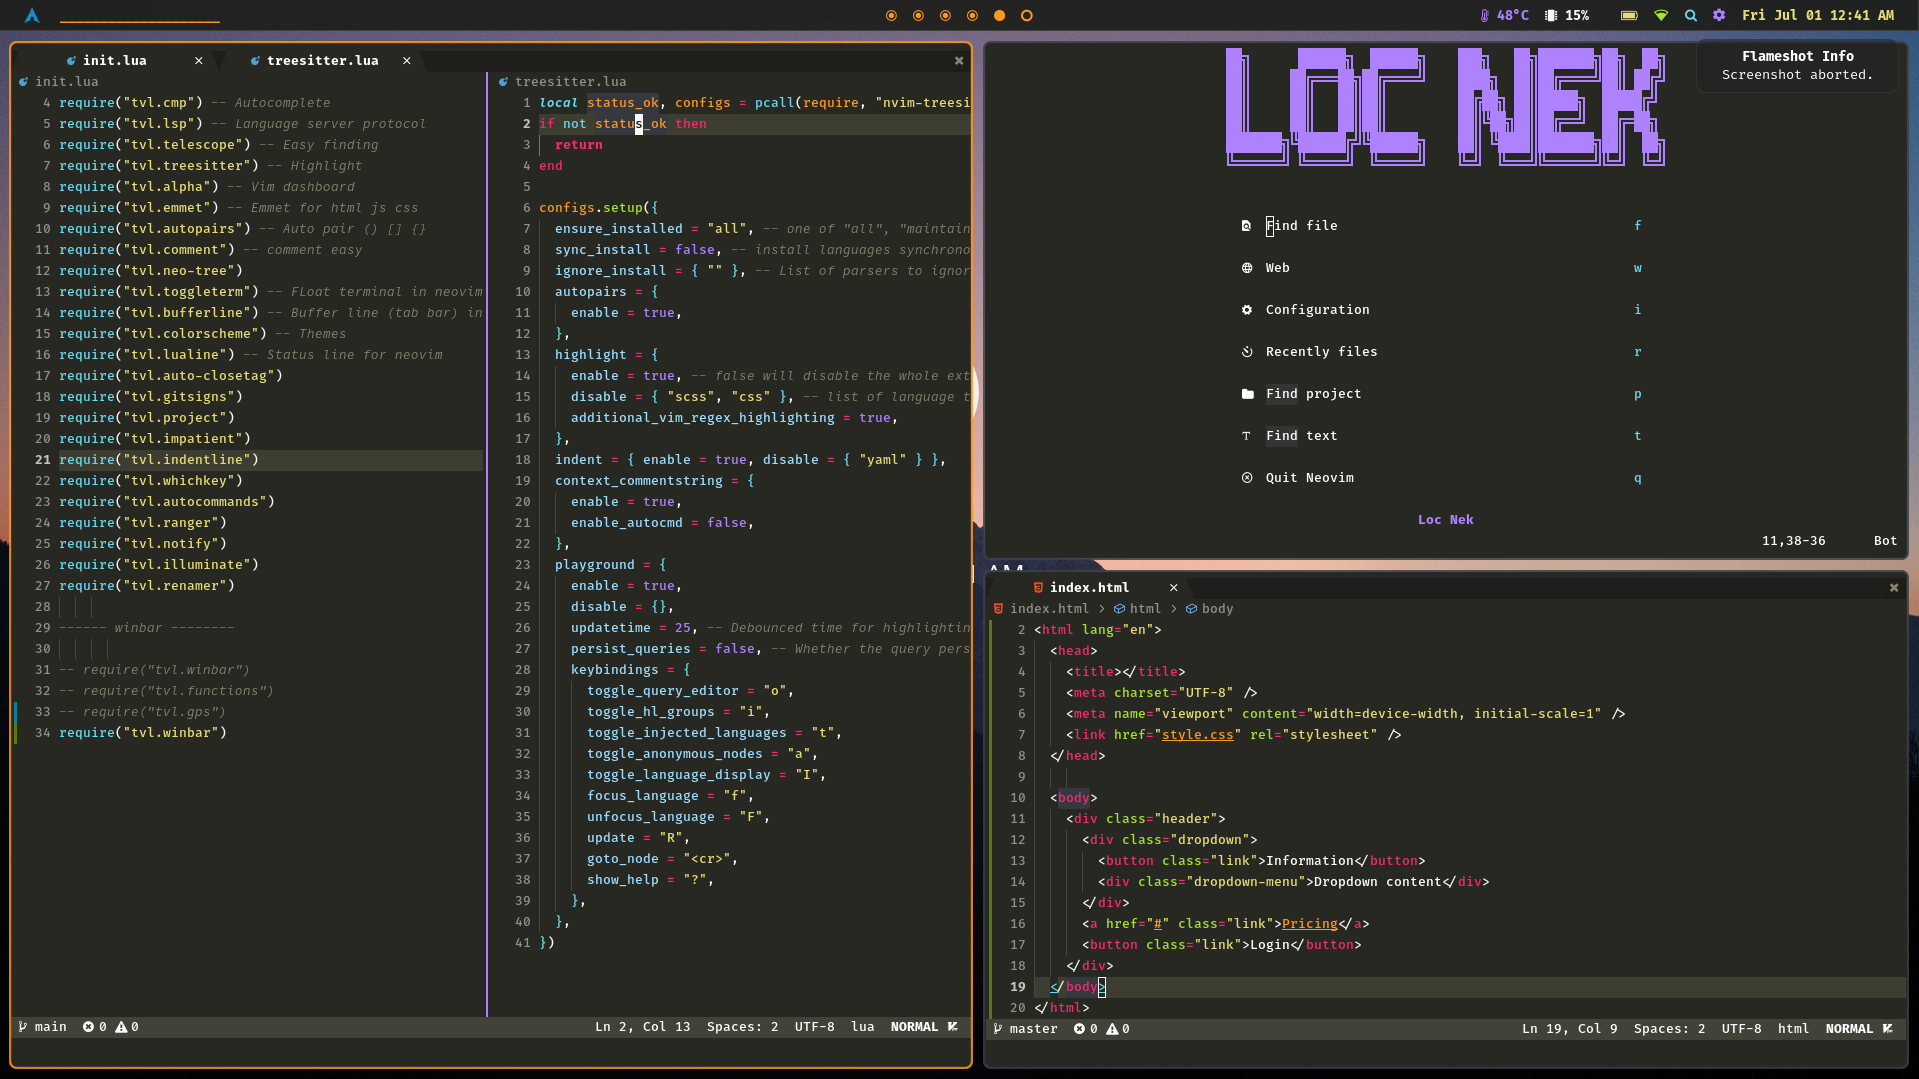 48°C 15% Fri Jul 01 12:41 AM
init.lua × treesitter.lua ×
init.lua
4 require("tvl.cmp") -- Autocomplete
5 require("tvl.lsp") -- Language server protocol
6 require("tvl.telescope") -- Easy finding
7 require("tvl.treesitter") -- Highlight
8 require("tvl.alpha") -- Vim dashboard
9 require("tvl.emmet") -- Emmet for html js css
10 require("tvl.autopairs") -- Auto pair () [] {}
11 require("tvl.comment") -- comment easy
12 require("tvl.neo-tree")
13 require("tvl.toggleterm") -- FLoat terminal in neovim
14 require("tvl.bufferline") -- Buffer line (tab bar) in
15 require("tvl.colorscheme") -- Themes
16 require("tvl.lualine") -- Status line for neovim
17 require("tvl.auto-closetag")
18 require("tvl.gitsigns")
19 require("tvl.project")
20 require("tvl.impatient")
21 require("tvl.indentline")
22 require("tvl.whichkey")
23 require("tvl.autocommands")
24 require("tvl.ranger")
25 require("tvl.notify")
26 require("tvl.illuminate")
27 require("tvl.renamer")
28
29 ------ winbar --------
30
31 -- require("tvl.winbar")
32 -- require("tvl.functions")
33 -- require("tvl.gps")
34 require("tvl.winbar")
treesitter.lua
1 local status_ok, configs = pcall(require, "nvim-treesi
2 if not status_ok then
3 return
4 end
5
6 configs.setup({
7 ensure_installed = "all", -- one of "all", "maintain
8 sync_install = false, -- install languages synchrono
9 ignore_install = { "" }, -- List of parsers to ignor
10 autopairs = {
11 enable = true,
12 },
13 highlight = {
14 enable = true, -- false will disable the whole ext
15 disable = { "scss", "css" }, -- list of language t
16 additional_vim_regex_highlighting = true,
17 },
18 indent = { enable = true, disable = { "yaml" } },
19 context_commentstring = {
20 enable = true,
21 enable_autocmd = false,
22 },
23 playground = {
24 enable = true,
25 disable = {},
26 updatetime = 25, -- Debounced time for highlightin
27 persist_queries = false, -- Whether the query pers
28 keybindings = {
29 toggle_query_editor = "o",
30 toggle_hl_groups = "i",
31 toggle_injected_languages = "t",
32 toggle_anonymous_nodes = "a",
33 toggle_language_display = "I",
34 focus_language = "f",
35 unfocus_language = "F",
36 update = "R",
37 goto_node = "<cr>",
38 show_help = "?",
39 },
40 },
41 })
main 0 0 Ln 2, Col 13 Spaces: 2 UTF-8 lua NORMAL
LOC NEK
Flameshot Info
Screenshot aborted.
Find file f
Web w
Configuration i
Recently files r
Find project p
Find text t
Quit Neovim q
Loc Nek
11,38-36 Bot
AM
index.html ×
index.html > html > body
2 <html lang="en">
3 <head>
4 <title></title>
5 <meta charset="UTF-8" />
6 <meta name="viewport" content="width=device-width, initial-scale=1" />
7 <link href="style.css" rel="stylesheet" />
8 </head>
9
10 <body>
11 <div class="header">
12 <div class="dropdown">
13 <button class="link">Information</button>
14 <div class="dropdown-menu">Dropdown content</div>
15 </div>
16 <a href="#" class="link">Pricing</a>
17 <button class="link">Login</button>
18 </div>
19 </body>
20 </html>
master 0 0 Ln 19, Col 9 Spaces: 2 UTF-8 html NORMAL